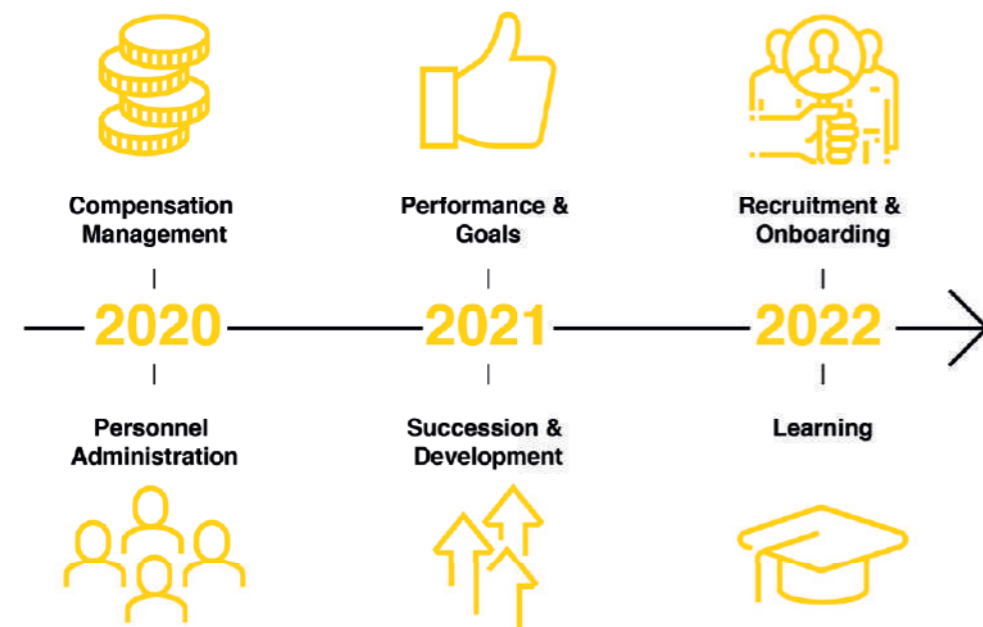 Compensation
Management
Performance &
Goals
Recruitment &
Onboarding
2020
2021
2022
Personnel
Administration
Succession &
Development
Learning